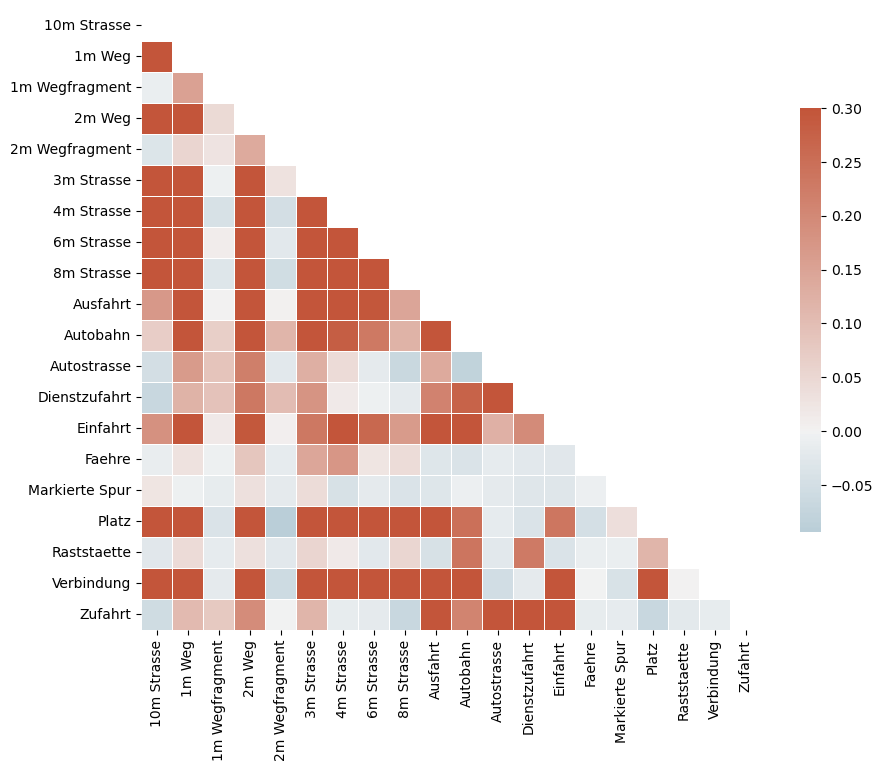 10m Strasse
1m Weg
1m Wegfragment
2m Weg
2m Wegfragment
3m Strasse
4m Strasse
6m Strasse
8m Strasse
Ausfahrt
Autobahn
Autostrasse
Dienstzufahrt
Einfahrt
Faehre
Markierte Spur
Platz
Raststaette
Verbindung
Zufahrt
10m Strasse
1m Weg
1m Wegfragment
2m Weg
2m Wegfragment
3m Strasse
4m Strasse
6m Strasse
8m Strasse
Ausfahrt
Autobahn
Autostrasse
Dienstzufahrt
Einfahrt
Faehre
Markierte Spur
Platz
Raststaette
Verbindung
Zufahrt
0.30
0.25
0.20
0.15
0.10
0.05
0.00
−0.05